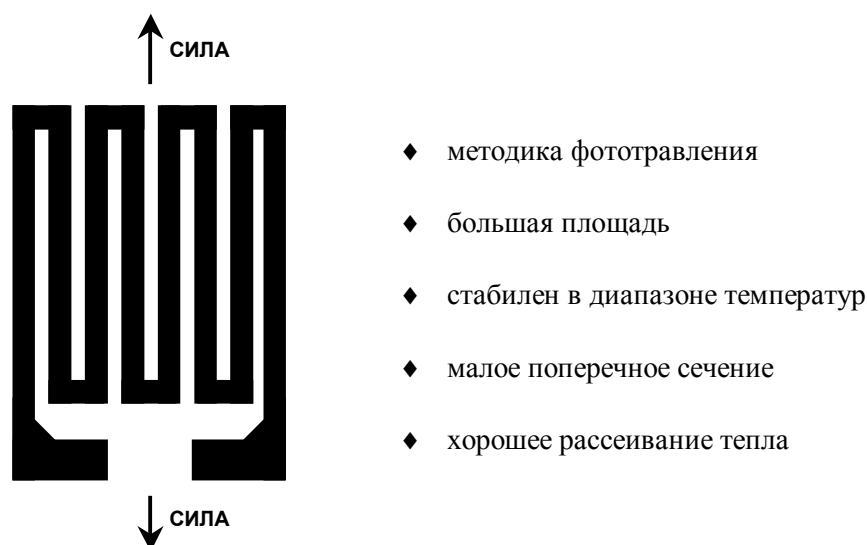 СИЛА
♦ методика фототравления
♦ большая площадь
♦ стабилен в диапазоне температур
♦ малое поперечное сечение
♦ хорошее рассеивание тепла
СИЛА